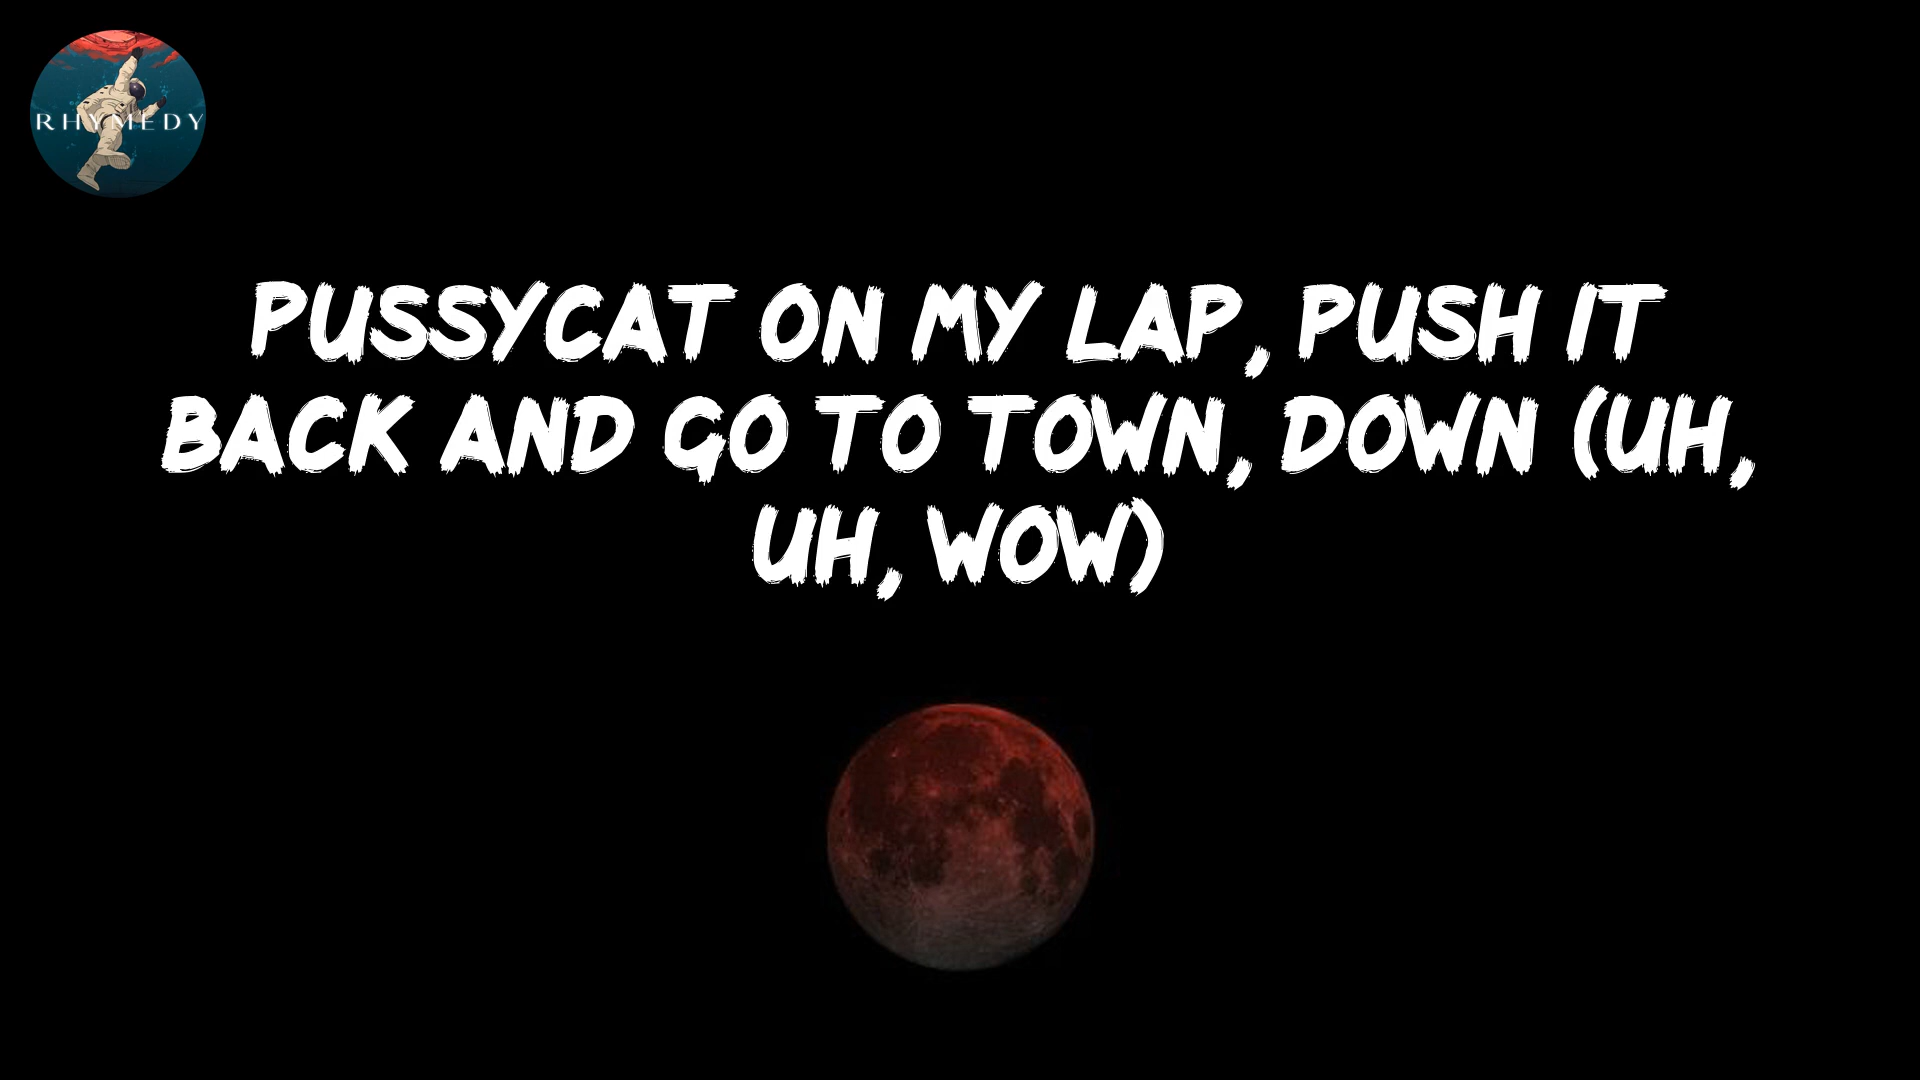 RHYMEDY
PUSSYCAT ON MY LAP, PUSH IT
BACK AND GO TO TOWN, DOWN (UH,
UH, WOW)